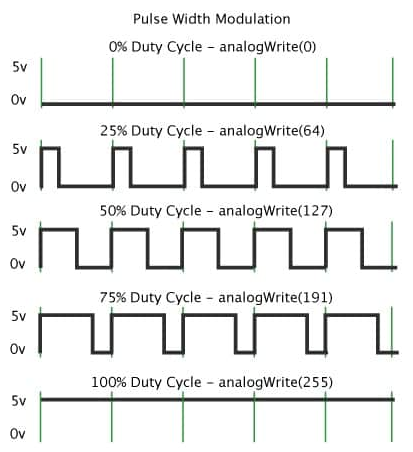 Pulse Width Modulation
0% Duty Cycle – analogWrite(0)
5v
0v
25% Duty Cycle – analogWrite(64)
5v
0v
50% Duty Cycle – analogWrite(127)
5v
0v
75% Duty Cycle – analogWrite(191)
5v
0v
100% Duty Cycle – analogWrite(255)
5v
0v